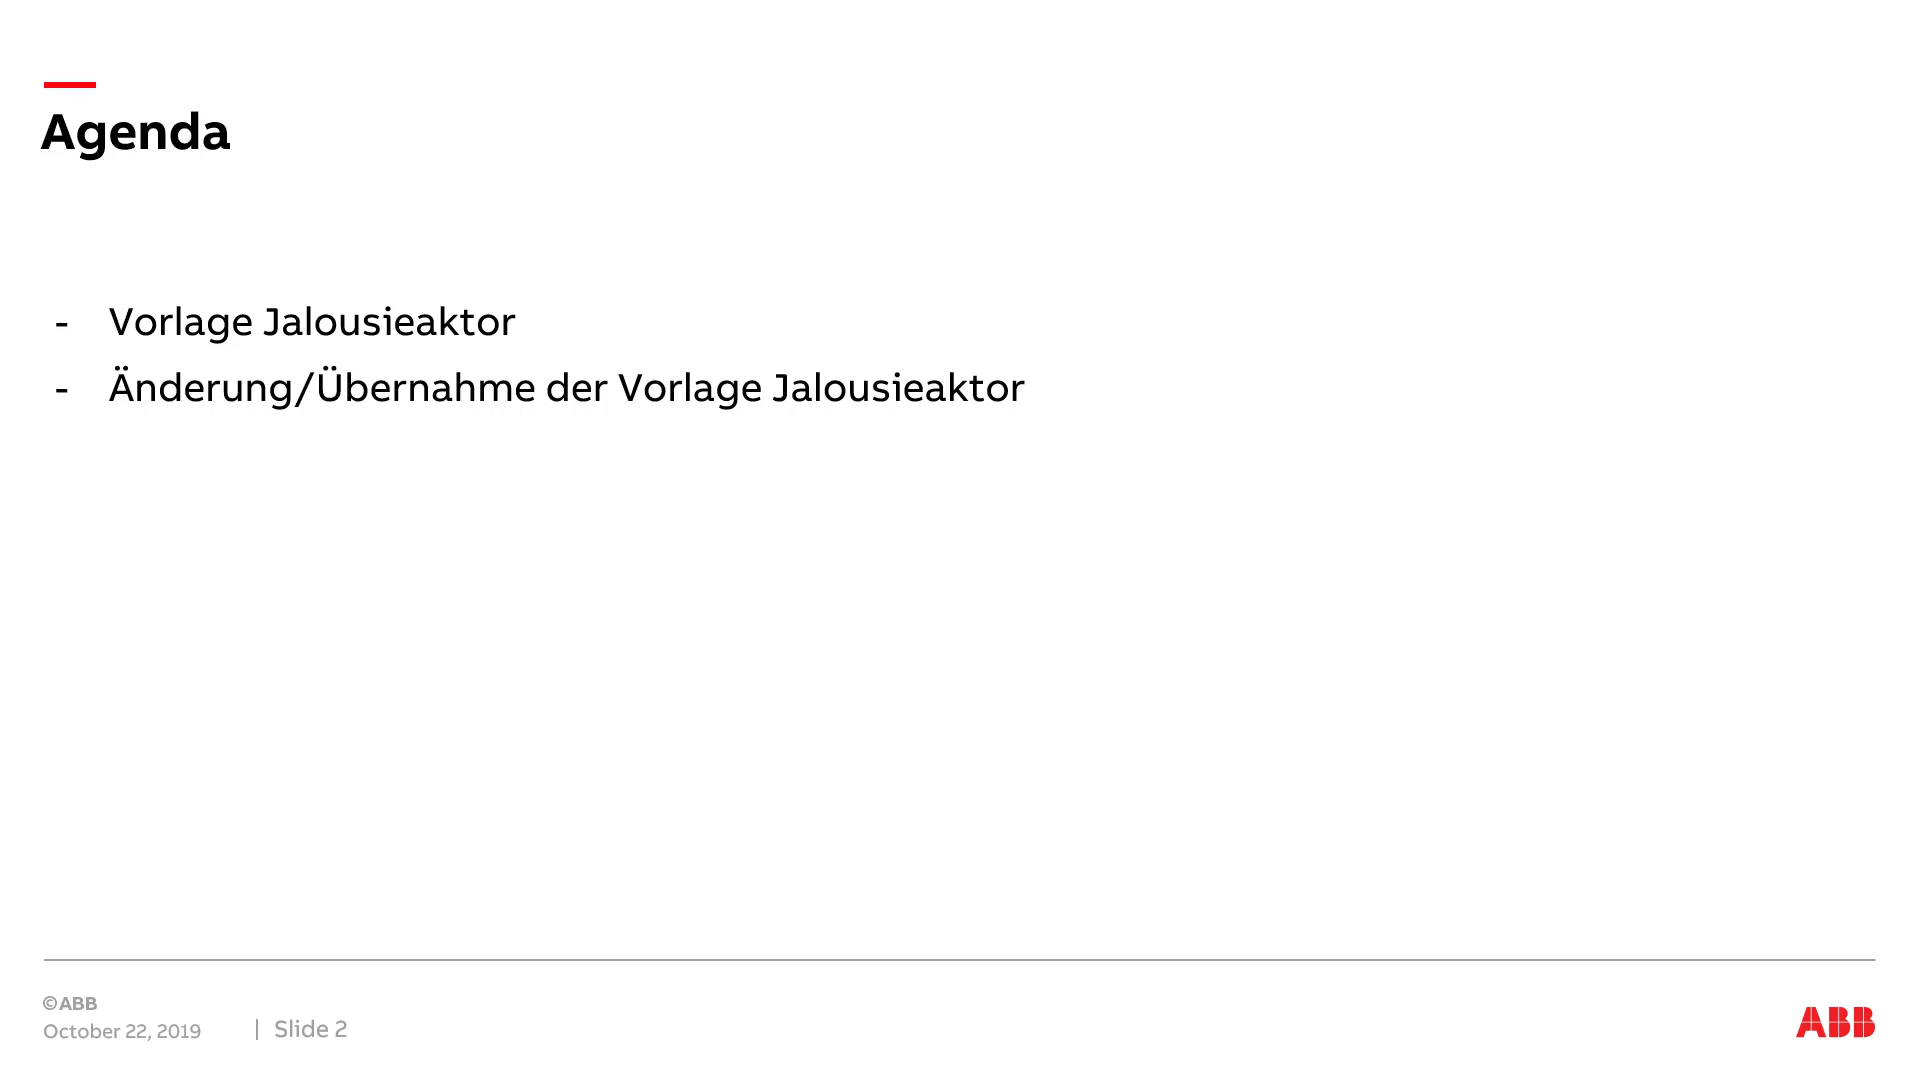 Agenda
- Vorlage Jalousieaktor
- Änderung/Übernahme der Vorlage Jalousieaktor
©ABB
October 22, 2019 | Slide 2
ABB